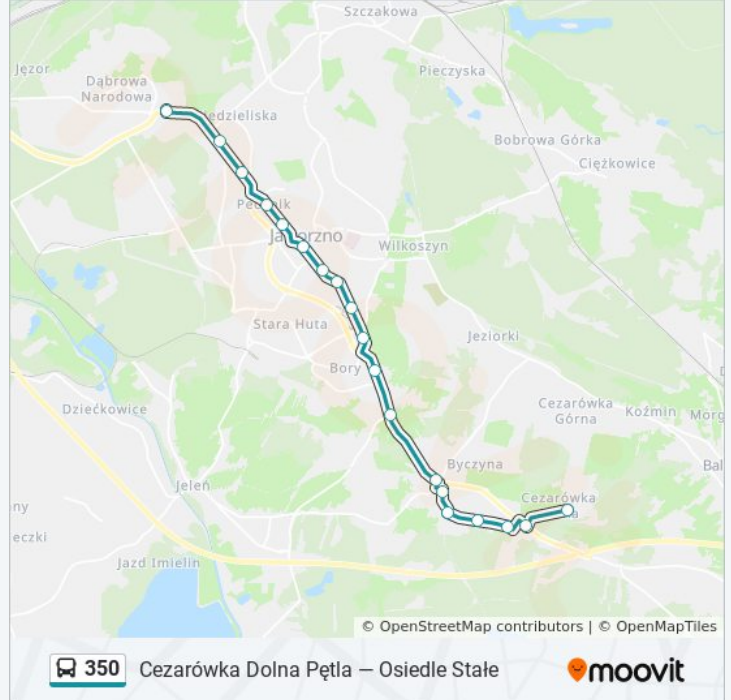 Szczakowa
Jęzor
Pieczyska
Dąbrowa
Narodowa
Bobrowa Górka
Ciężkowice
Jaworzno
Wilkoszyn
Stara Huta
Jeziorki
Bory
Cezarówka
Górna
Koźmin
Dziećkowice
Byczyna
Jeleń
Cezarówka
Jazd Imielin
© OpenStreetMap contributors | © OpenMapTiles
350 Cezarówka Dolna Pętla — Osiedle Stałe
moovit